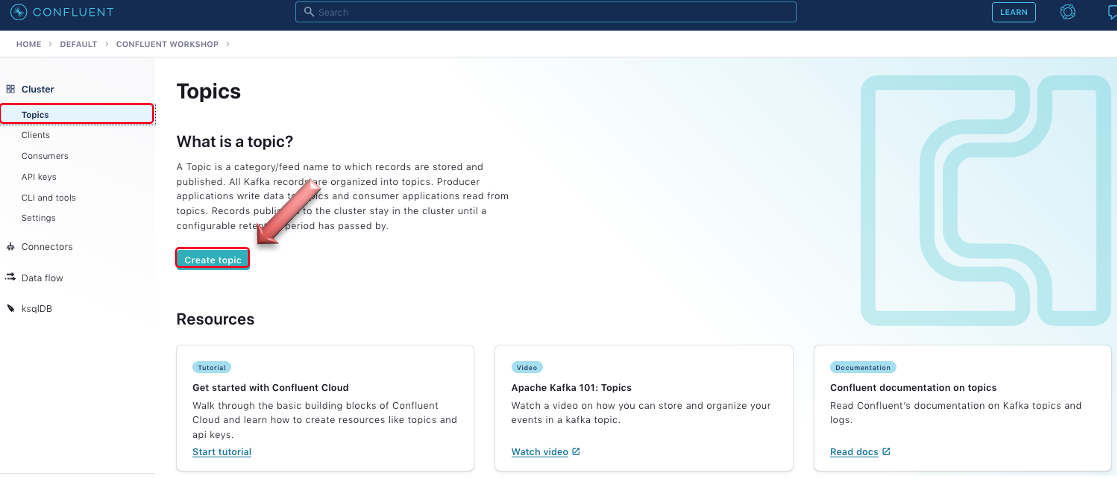 CONFLUENT
Search
LEARN
HOME > DEFAULT > CONFLUENT WORKSHOP >
Cluster
Topics
Clients
Consumers
API keys
CLI and tools
Settings
Connectors
Data flow
ksqlDB
Topics
What is a topic?
A Topic is a category/feed name to which records are stored and
published. All Kafka records are organized into topics. Producer
applications write data to and consumer applications read from
topics. Records to the cluster stay in the cluster until a
configurable period has passed by.
Create topic
Resources
Tutorial
Get started with Confluent Cloud
Walk through the basic building blocks of Confluent
Cloud and learn how to create resources like topics and
api keys.
Start tutorial
Video
Apache Kafka 101: Topics
Watch a video on how you can store and organize your
events in a kafka topic.
Watch video
Documentation
Confluent documentation on topics
Read Confluent's documentation on Kafka topics and
logs.
Read docs